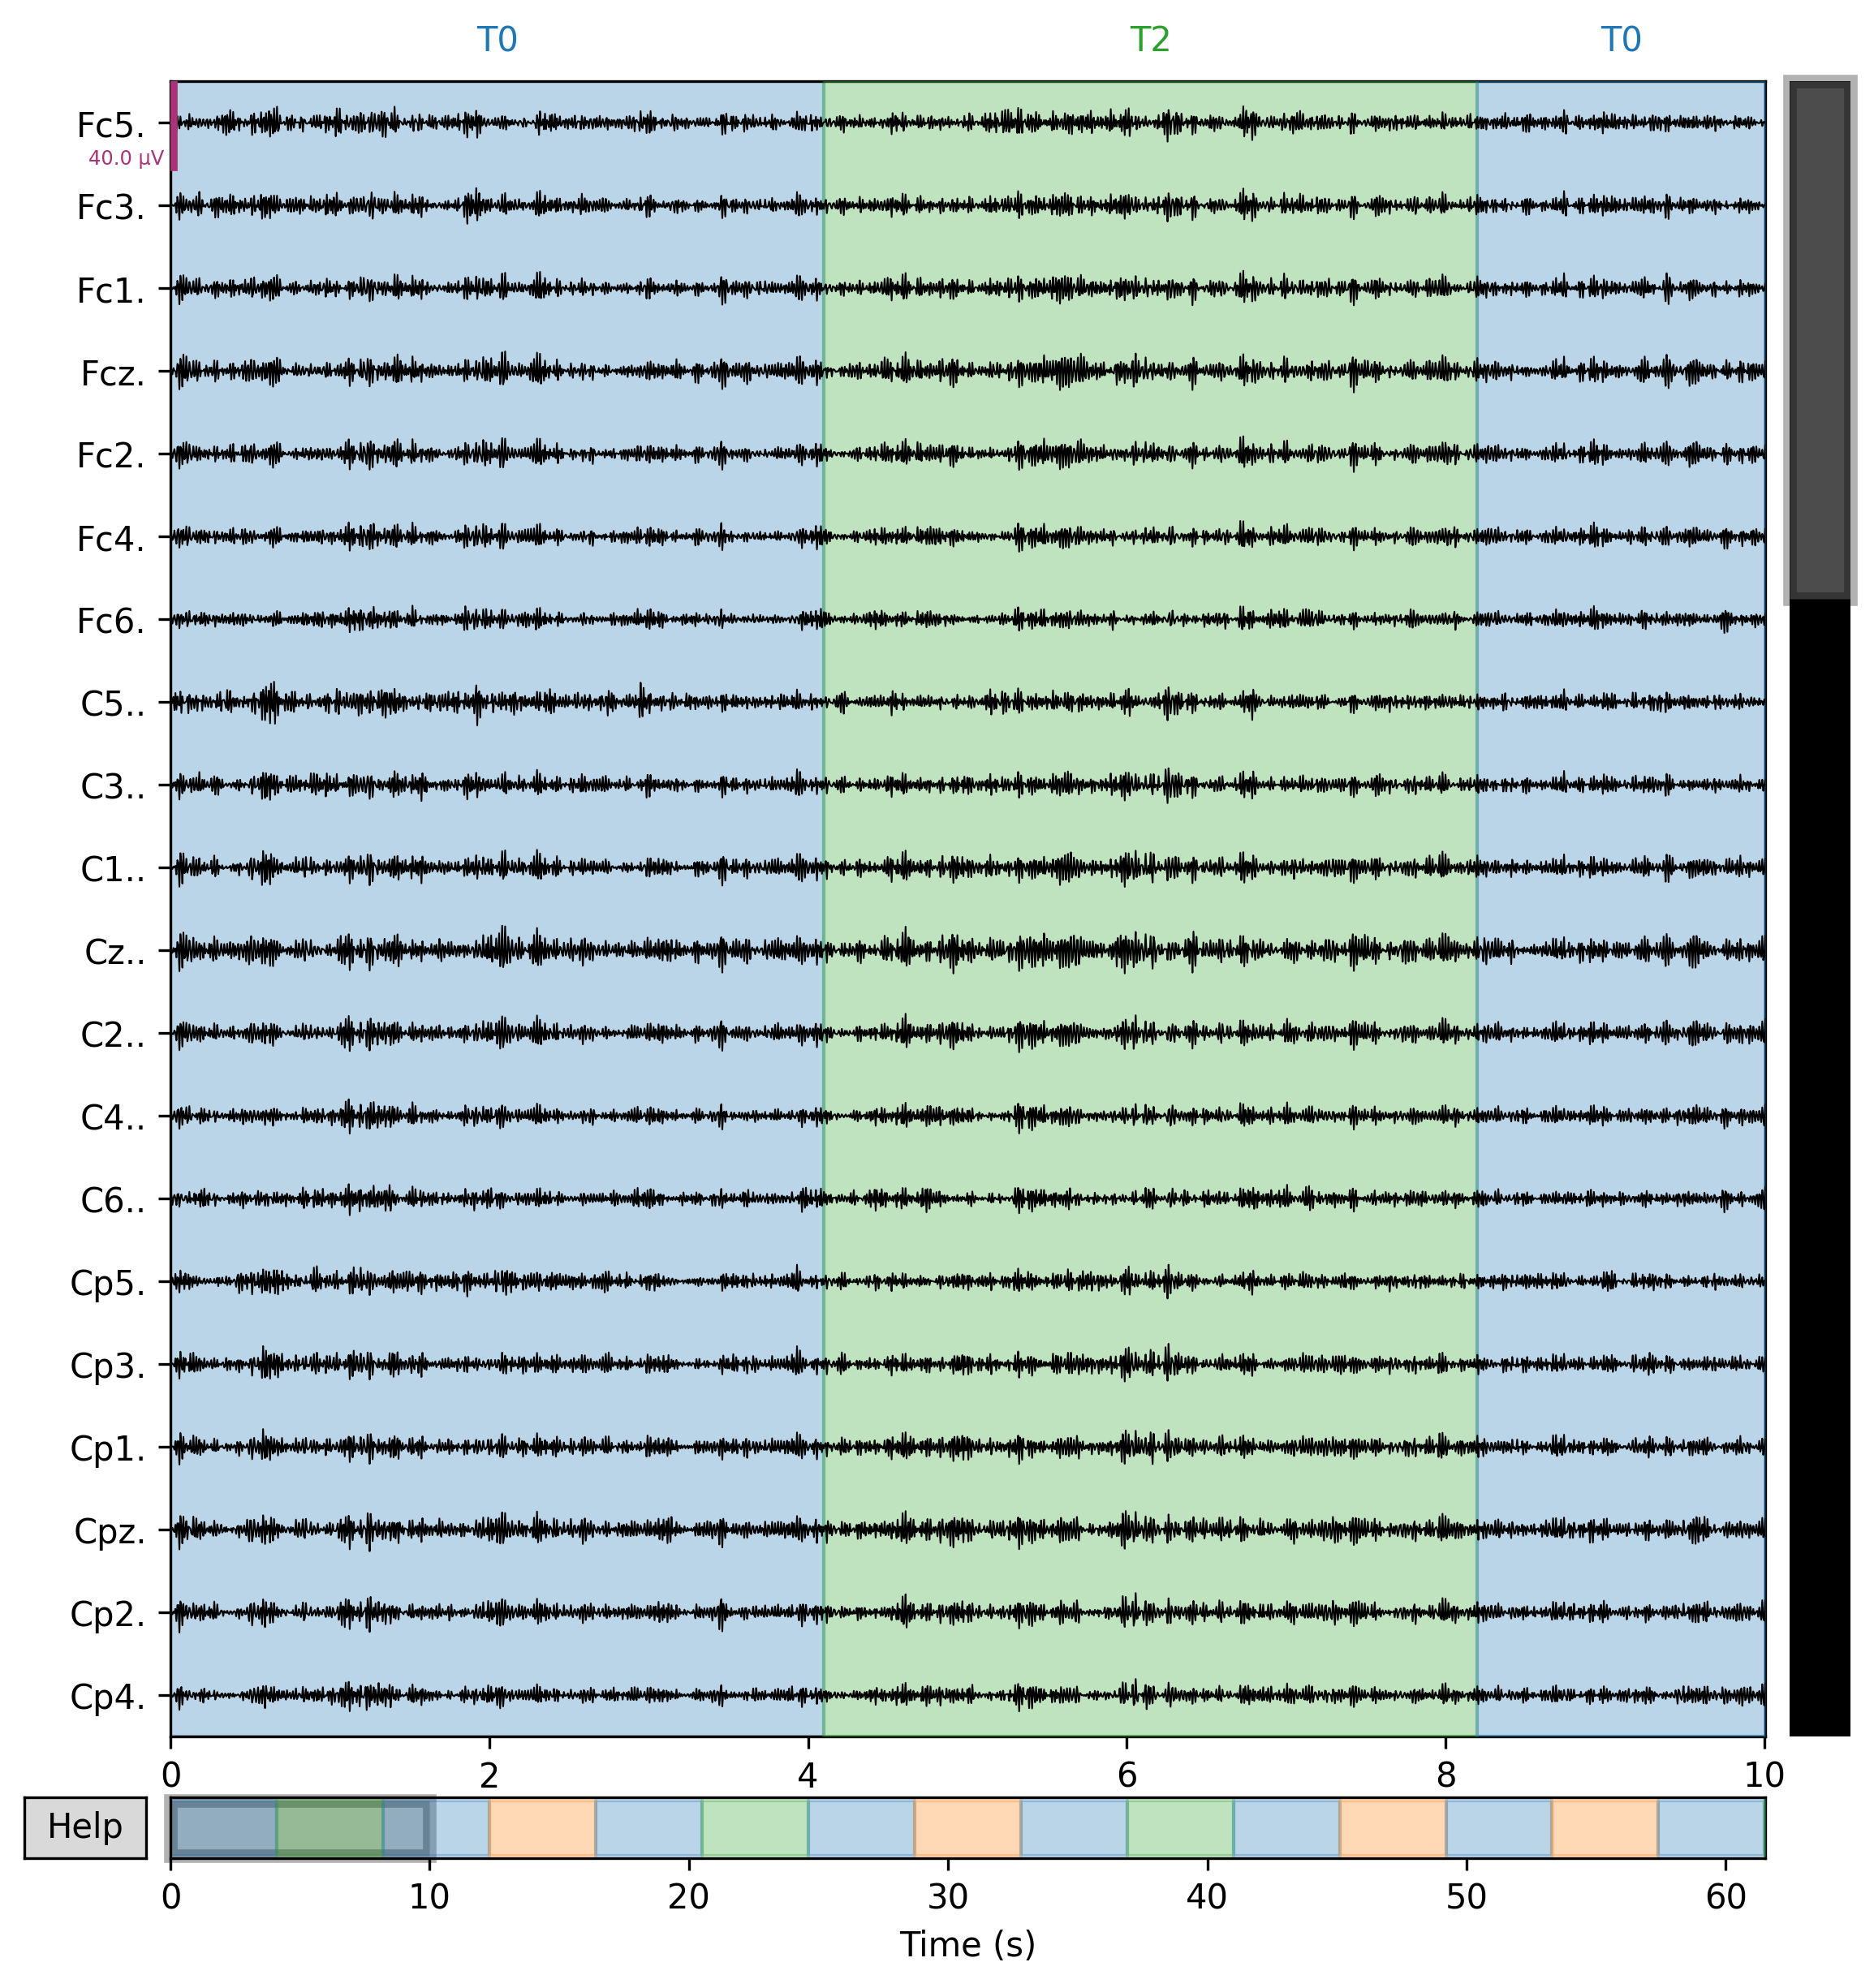 T0 T2 T0
Fc5.
40.0 µV
Fc3.
Fc1.
Fcz.
Fc2.
Fc4.
Fc6.
C5..
C3..
C1..
Cz..
C2..
C4..
C6..
Cp5.
Cp3.
Cp1.
Cpz.
Cp2.
Cp4.
0 2 4 6 8 10
Help
0 10 20 30 40 50 60
Time (s)